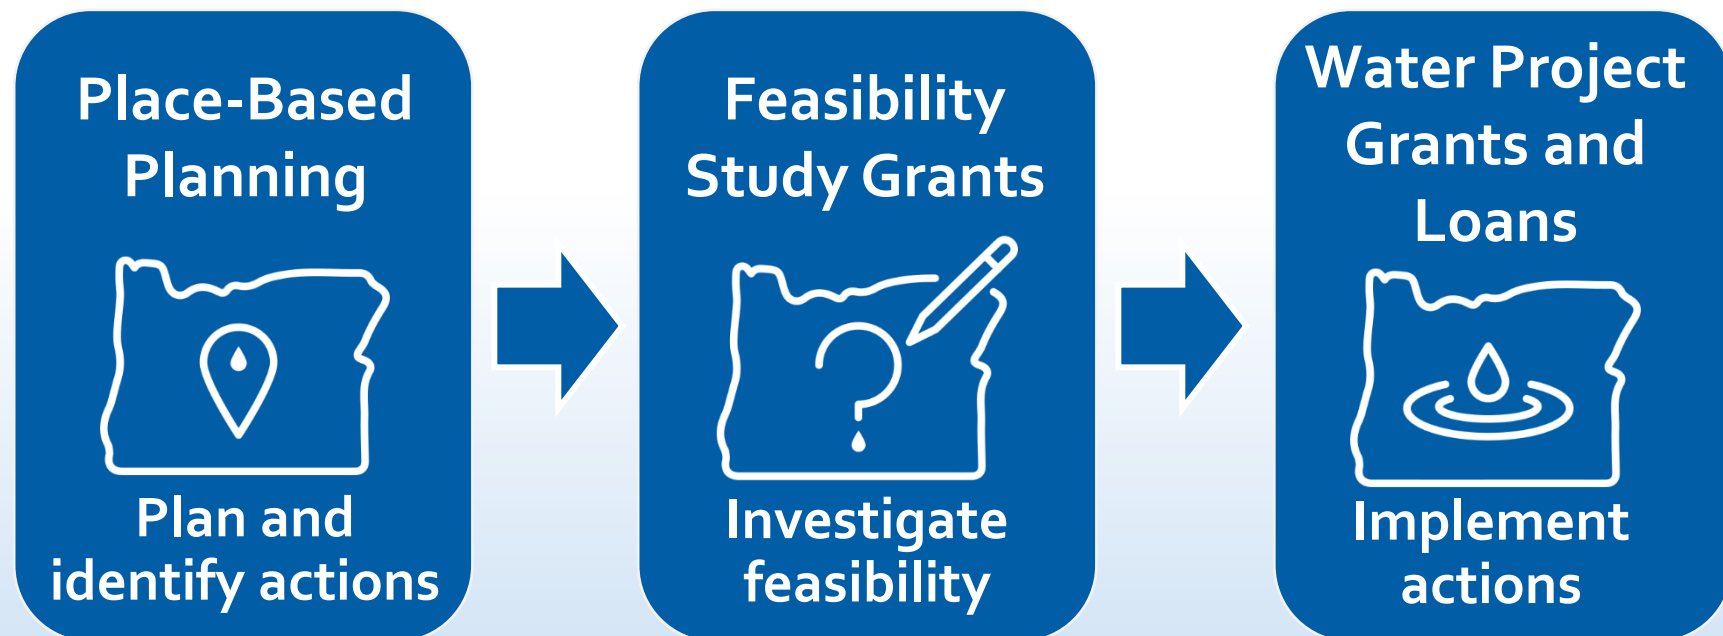 Place-Based
Planning
Plan and
identify actions
Feasibility
Study Grants
Investigate
feasibility
Water Project
Grants and
Loans
Implement
actions